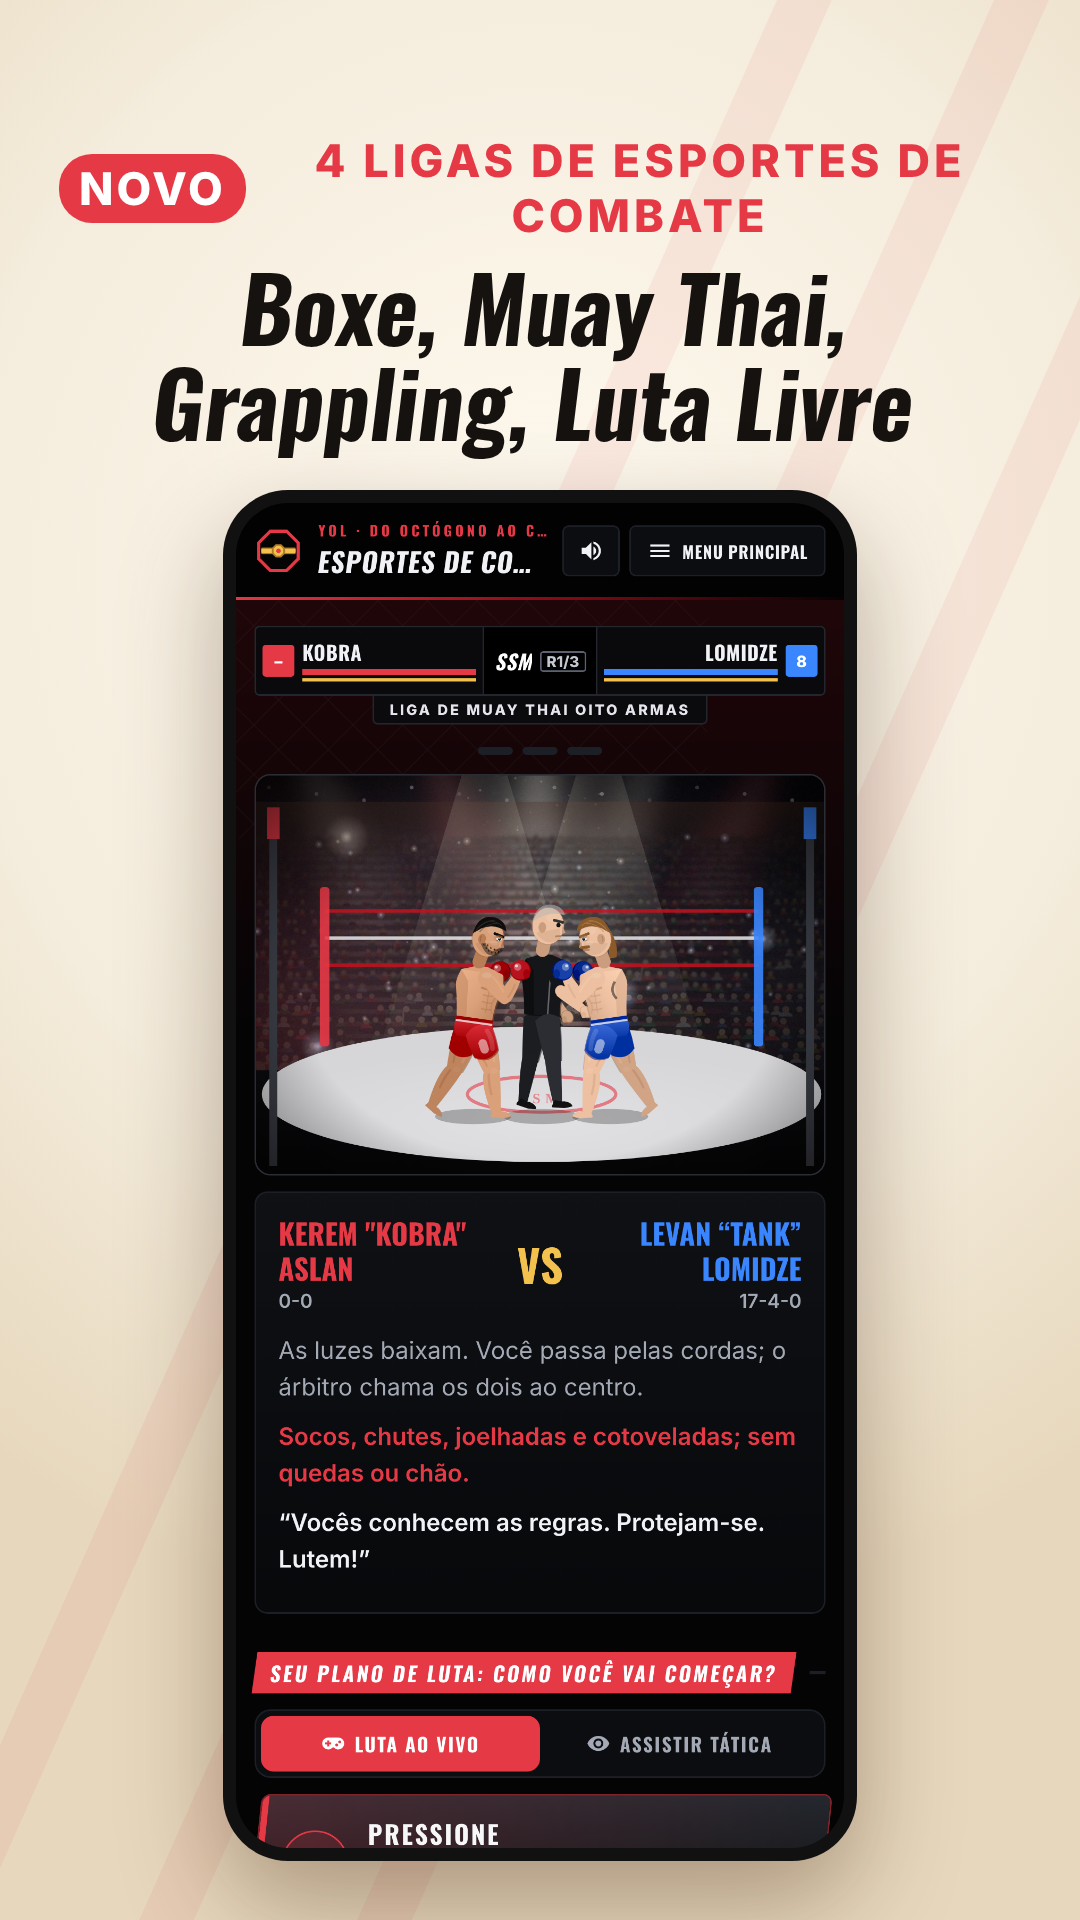 NOVO
4 LIGAS DE ESPORTES DE
COMBATE
Boxe, Muay Thai,
Grappling, Luta Livre
YOL · DO OCTÓGONO AO C...
ESPORTES DE CO...
MENU PRINCIPAL
- KOBRA
SSM R1/3
LOMIDZE 8
LIGA DE MUAY THAI OITO ARMAS
KEREM "KOBRA"
ASLAN
0-0
VS
LEVAN “TANK”
LOMIDZE
17-4-0
As luzes baixam. Você passa pelas cordas; o
árbitro chama os dois ao centro.
Socos, chutes, joelhadas e cotoveladas; sem
quedas ou chão.
“Vocês conhecem as regras. Protejam-se.
Lutem!”
SEU PLANO DE LUTA: COMO VOCÊ VAI COMEÇAR?
LUTA AO VIVO
ASSISTIR TÁTICA
PRESSIONE